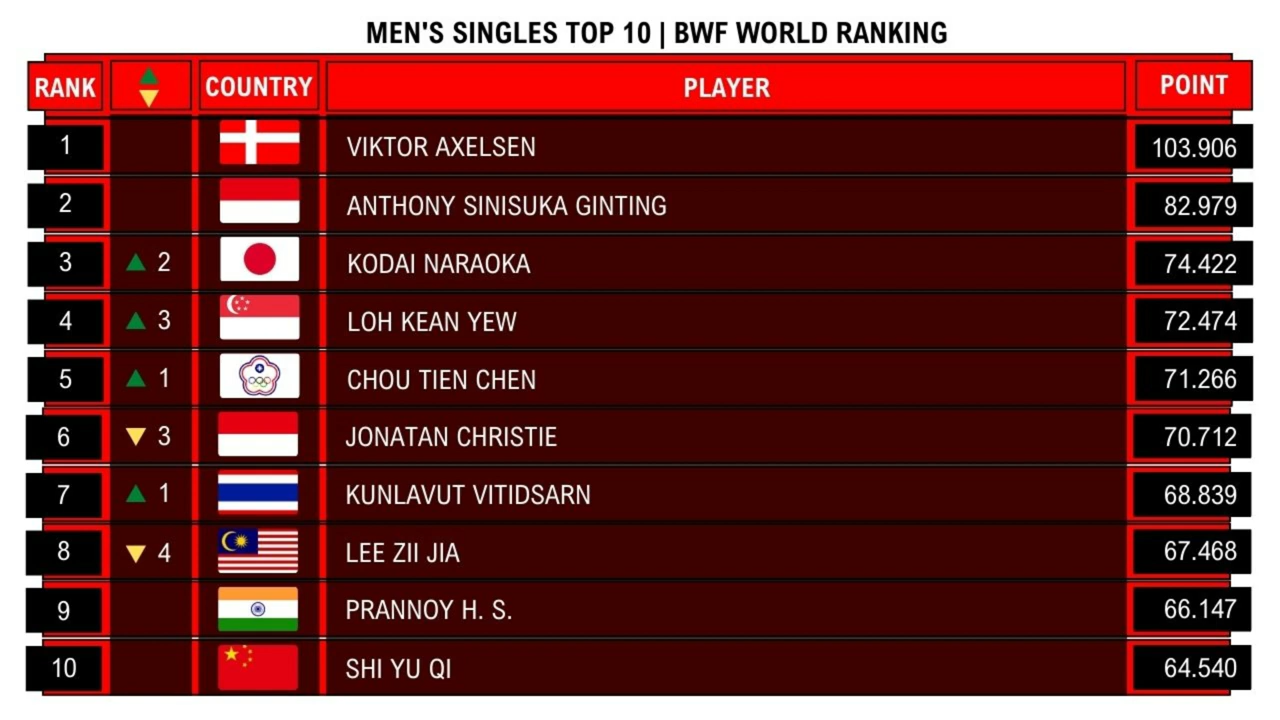 MEN'S SINGLES TOP 10 | BWF WORLD RANKING
RANK COUNTRY PLAYER POINT
1 VIKTOR AXELSEN 103.906
2 ANTHONY SINISUKA GINTING 82.979
3 2 KODAI NARAOKA 74.422
4 3 LOH KEAN YEW 72.474
5 1 CHOU TIEN CHEN 71.266
6 3 JONATAN CHRISTIE 70.712
7 1 KUNLAVUT VITIDSARN 68.839
8 4 LEE ZII JIA 67.468
9 PRANNOY H. S. 66.147
10 SHI YU QI 64.540